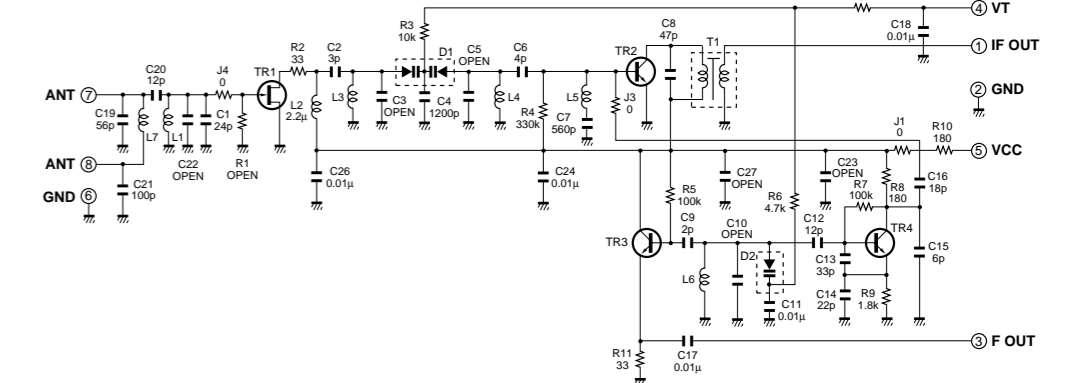 ④ VT
C18
0.01μ
① IF OUT
② GND
C8
47p
T1
TR2
R3
10k
D1
C5
OPEN
C6
4p
R2
33
C2
3p
TR1
C20
12p
J4
0
ANT ⑦
C19
56p
L7
L1
C1
24p
C22
OPEN
R1
OPEN
L2
2.2μ
L3
C3
OPEN
C4
1200p
L4
R4
330k
L5
C7
560p
J3
0
ANT ⑧
GND
⑥
C21
100p
C26
0.01μ
C24
0.01μ
J1
0
R10
180
⑤ VCC
C27
OPEN
C23
OPEN
R5
100k
R6
4.7k
R7
100k
R8
180
C16
18p
TR3
C9
2p
C10
OPEN
C12
12p
TR4
L6
D2
C11
0.01μ
C13
33p
C14
22p
R9
1.8k
C15
6p
R11
33
C17
0.01μ
③ F OUT